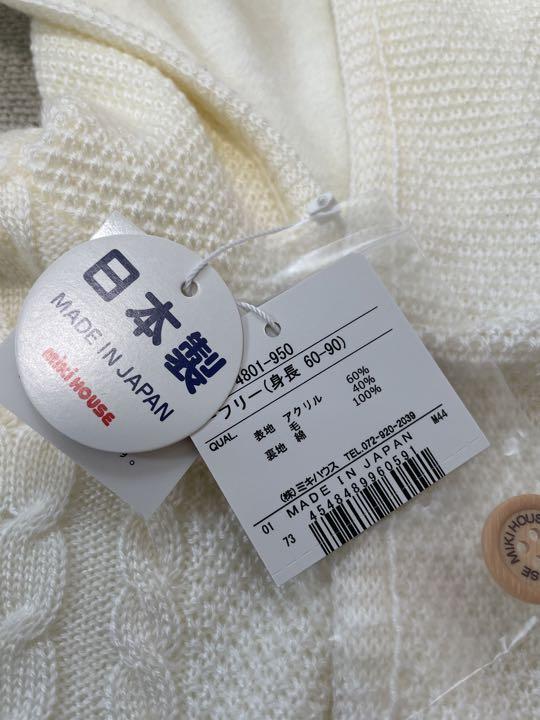 日本製
MADE IN JAPAN
miki HOUSE
4801-950
フリー(身長 60-90)
QUAL. 表地 アクリル 60%
毛 40%
裏地 綿 100%
(株)ミキハウス TEL.072-920-2039 M44
01 MADE IN JAPAN
73 4548489960591
MIKI HOUSE